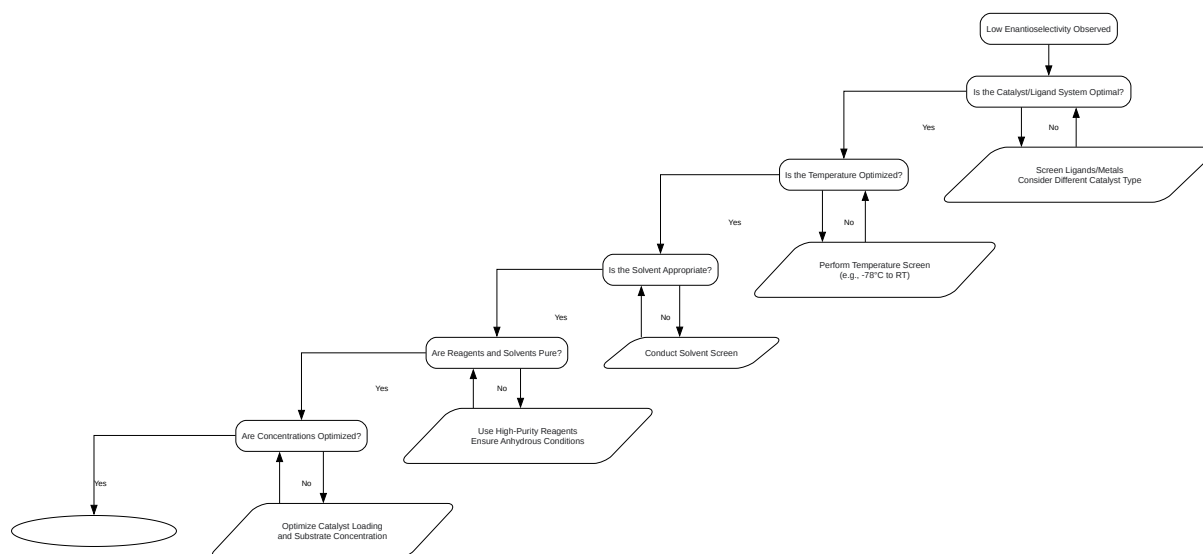 Low Enantioselectivity Observed
Is the Catalyst/Ligand System Optimal?
Yes
No
Screen Ligands/Metals
Consider Different Catalyst Type
Is the Temperature Optimized?
Yes
No
Perform Temperature Screen
(e.g., -78°C to RT)
Is the Solvent Appropriate?
Yes
No
Conduct Solvent Screen
Are Reagents and Solvents Pure?
Yes
No
Use High-Purity Reagents
Ensure Anhydrous Conditions
Are Concentrations Optimized?
Yes
No
Optimize Catalyst Loading
and Substrate Concentration